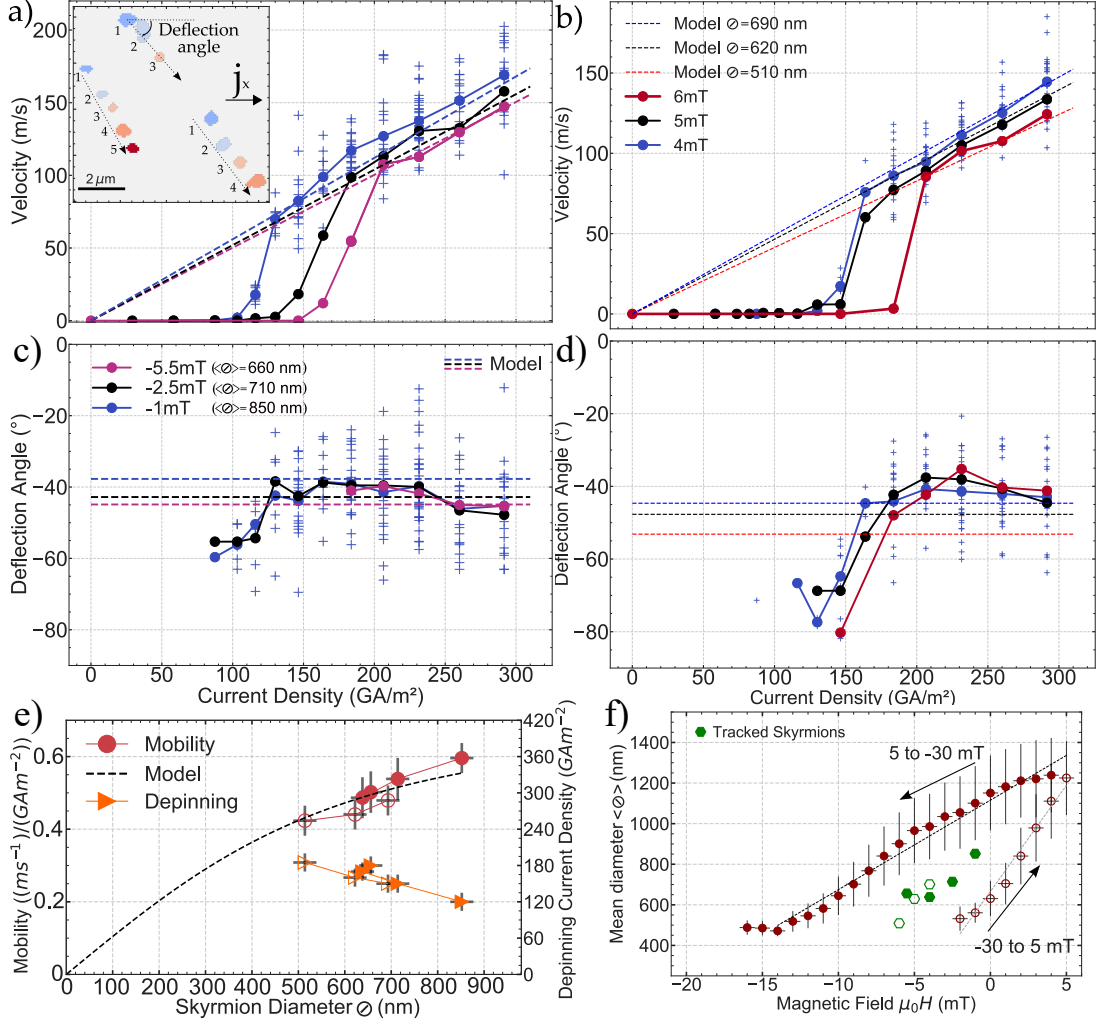 a)
Velocity (m/s)
200
150
100
50
0
1
2
3
Deflection
angle
jx
1
2
3
4
5
1
2
3
4
2 μm
b)
Velocity (m/s)
150
100
50
0
Model ⊘=690 nm
Model ⊘=620 nm
Model ⊘=510 nm
6mT
5mT
4mT
c)
Deflection Angle (°)
0
−20
−40
−60
−80
-5.5mT (<⊘>= 660 nm)
-2.5mT (<⊘>= 710 nm)
-1mT (<⊘>= 850 nm)
Model
0 50 100 150 200 250 300
Current Density (GA/m²)
d)
Deflection Angle (°)
0
−20
−40
−60
−80
0 50 100 150 200 250 300
Current Density (GA/m²)
e)
Mobility ((ms⁻¹)/(GAm⁻²))
0.6
0.4
0.2
0
Mobility
Model
Depinning
420
360
300
240
180
120
60
0
Depinning Current Density (GAm⁻²)
0 100 200 300 400 500 600 700 800 900
Skyrmion Diameter ⊘ (nm)
f)
Mean diameter <⊘> (nm)
1400
1200
1000
800
600
400
Tracked Skyrmions
5 to -30 mT
-30 to 5 mT
−20 −15 −10 −5 0 5
Magnetic Field μ₀H (mT)